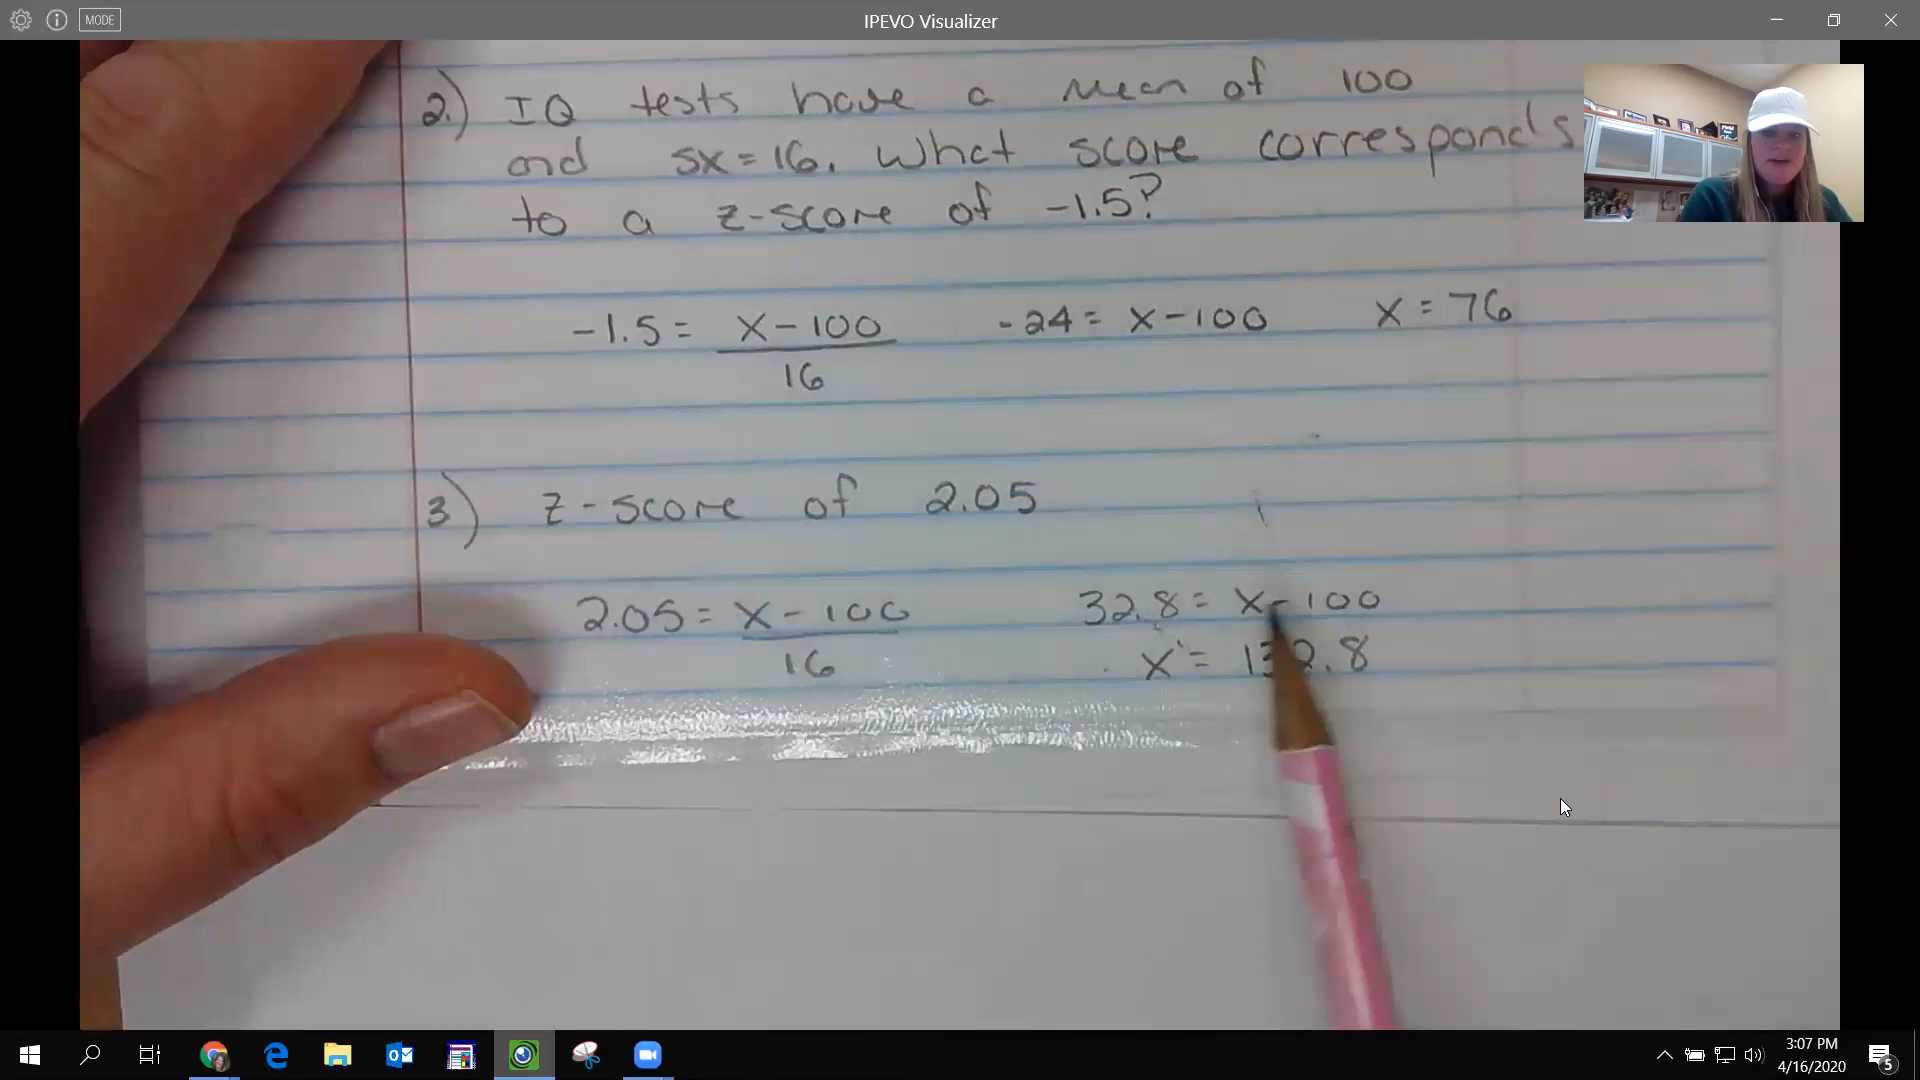 MODE
IPEVO Visualizer
2.) IQ tests have a mean of 100
and sx = 16. What score corresponds
to a z-score of -1.5?
-1.5 = x - 100 / 16    -24 = x - 100    x = 76
3) z-score of 2.05
2.05 = x - 100 / 16    32.8 = x - 100
x = 132.8
3:07 PM
4/16/2020
5